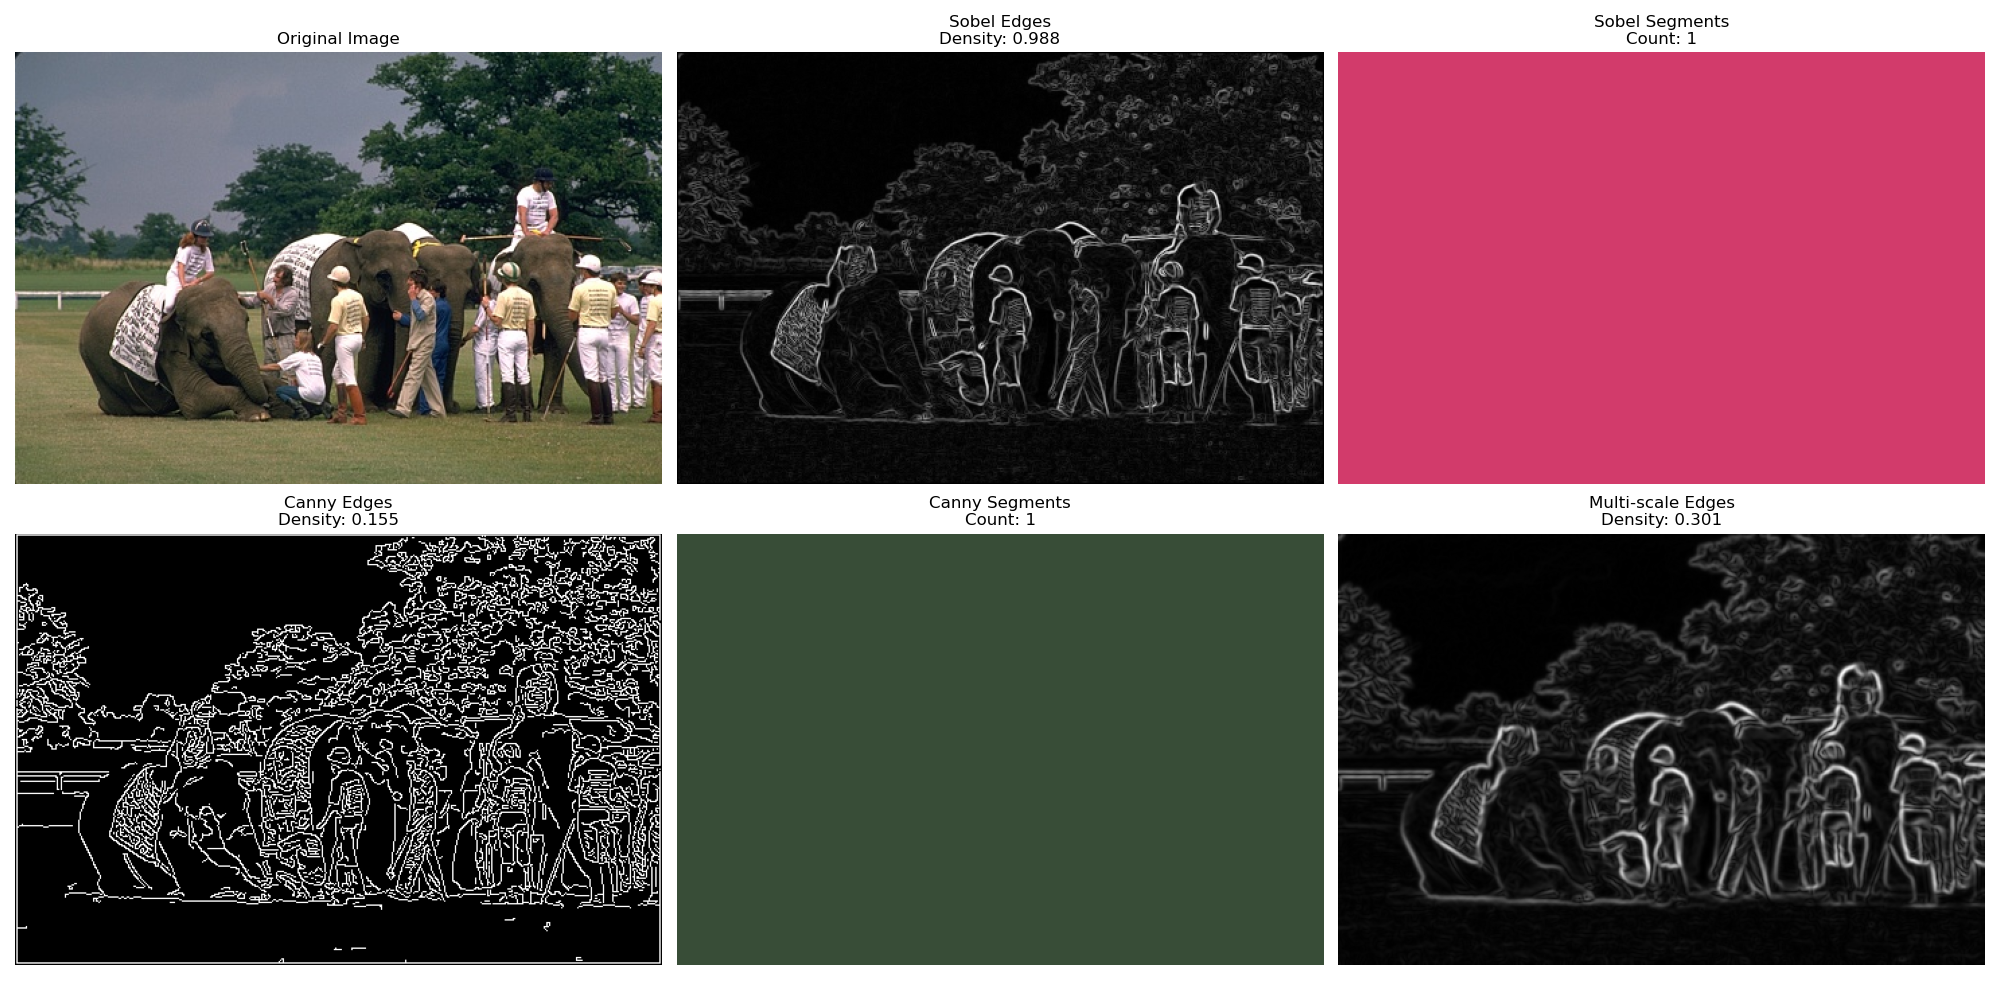 Original Image
Sobel Edges
Density: 0.988
Sobel Segments
Count: 1
Canny Edges
Density: 0.155
Canny Segments
Count: 1
Multi-scale Edges
Density: 0.301